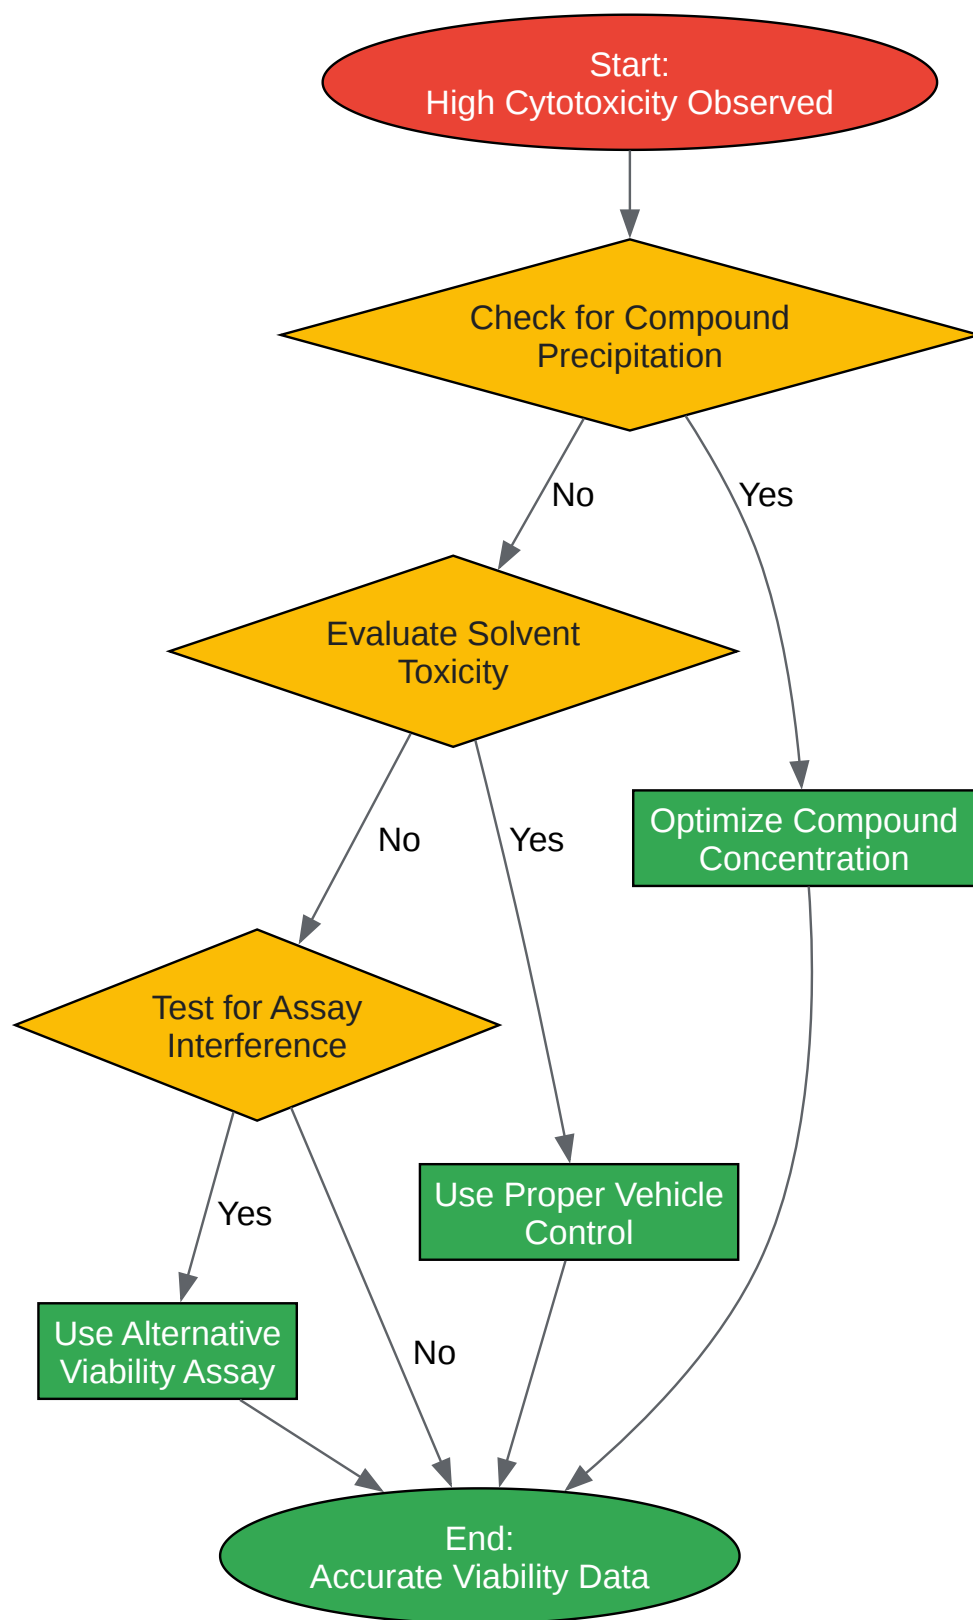 Start:
High Cytotoxicity Observed
Check for Compound
Precipitation
No
Yes
Evaluate Solvent
Toxicity
No
Yes
Optimize Compound
Concentration
Test for Assay
Interference
Yes
Use Proper Vehicle
Control
Use Alternative
Viability Assay
No
End:
Accurate Viability Data